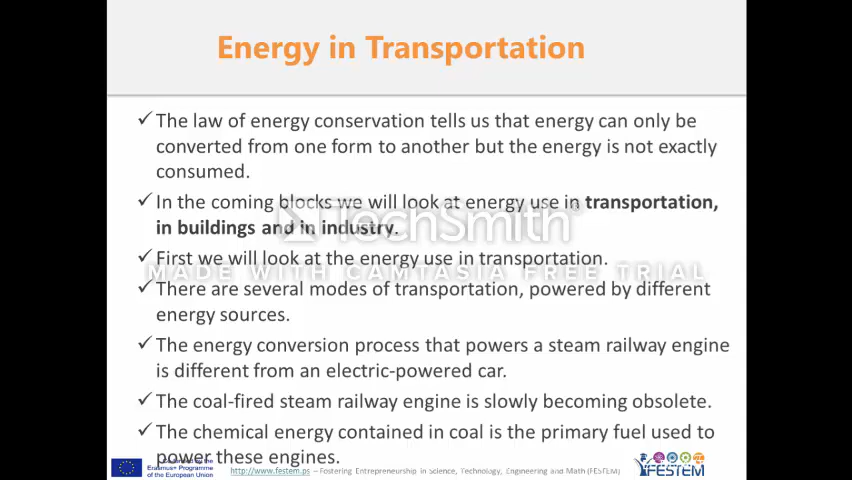 Energy in Transportation
✓ The law of energy conservation tells us that energy can only be
converted from one form to another but the energy is not exactly
consumed.
✓ In the coming blocks we will look at energy use in transportation,
in buildings and in industry.
TechSmith
✓ First we will look at the energy use in transportation.
MADE WITH CAMTASIA FREE TRIAL
✓ There are several modes of transportation, powered by different
energy sources.
✓ The energy conversion process that powers a steam railway engine
is different from an electric-powered car.
✓ The coal-fired steam railway engine is slowly becoming obsolete.
✓ The chemical energy contained in coal is the primary fuel used to
power these engines.
Erasmus+ Programme
of the European Union
http://www.festem.ps – Fostering Entrepreneurship in Science, Technology, Engineering and Math (FESTEM)
FESTEM